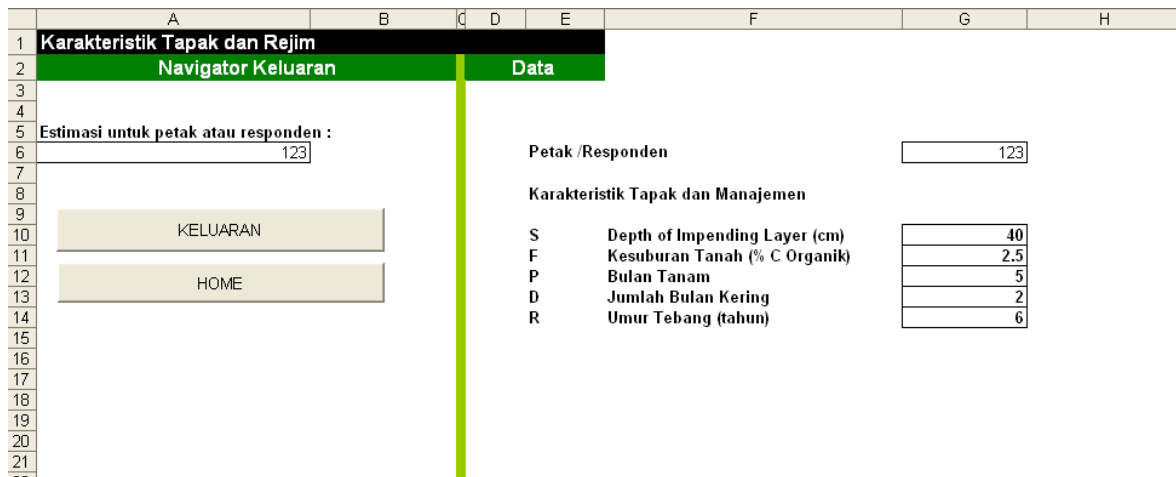 A B C D E F G H
1 Karakteristik Tapak dan Rejim
2 Navigator Keluaran Data
3
4
5 Estimasi untuk petak atau responden :
6 123 Petak /Responden 123
7
8 Karakteristik Tapak dan Manajemen
9
10 KELUARAN S Depth of Impending Layer (cm) 40
11 F Kesuburan Tanah (% C Organik) 2.5
12 HOME P Bulan Tanam 5
13 D Jumlah Bulan Kering 2
14 R Umur Tebang (tahun) 6
15
16
17
18
19
20
21